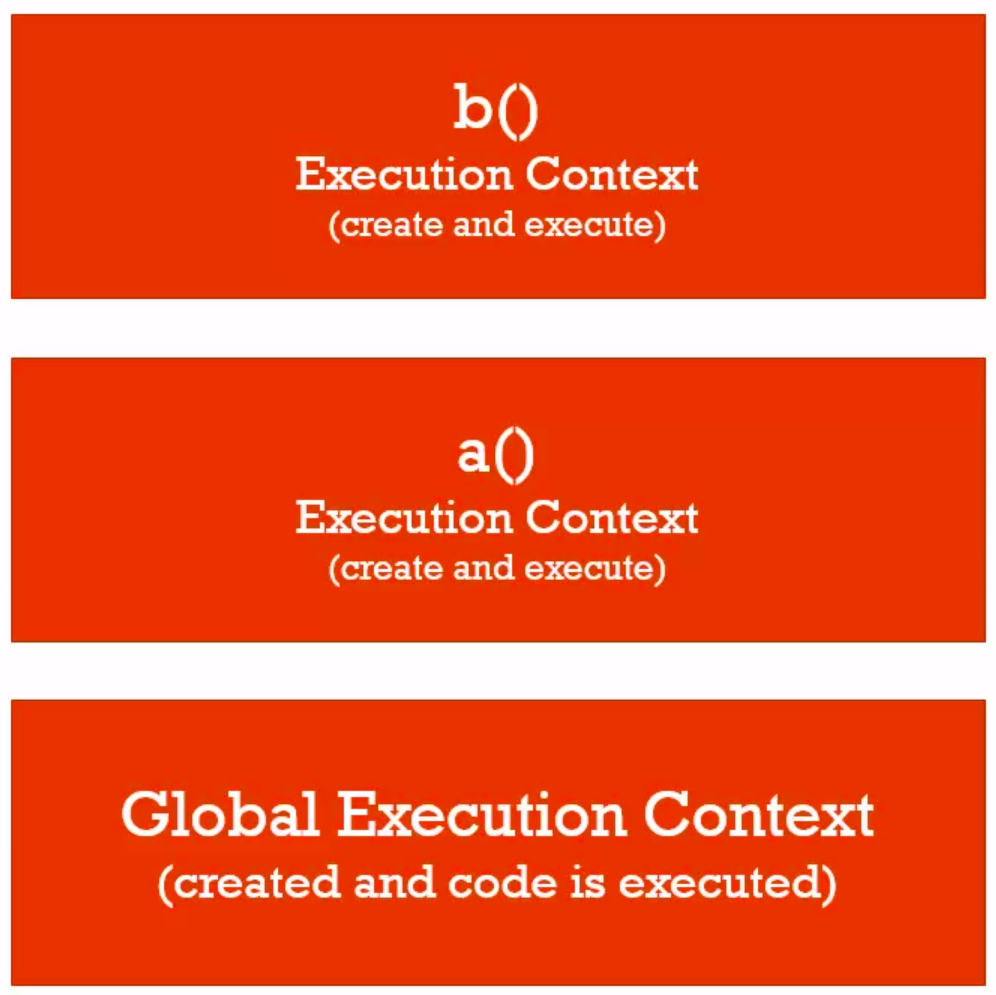 b()
Execution Context
(create and execute)
a()
Execution Context
(create and execute)
Global Execution Context
(created and code is executed)